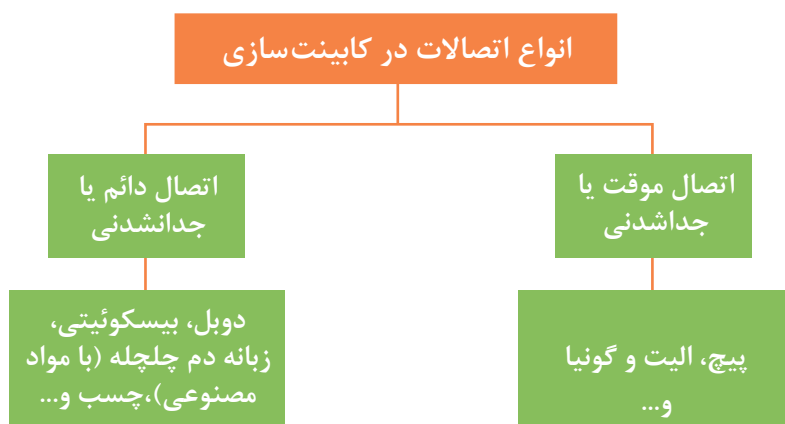 انواع اتصالات در کابینت‌سازی
اتصال موقت یا
جداشدنی
اتصال دائم یا
جدانشدنی
پیچ، الیت و گونیا
و...
دوبل، بیسکوئیتی،
زبانه دم چلچله (با مواد
مصنوعی)،چسب و...